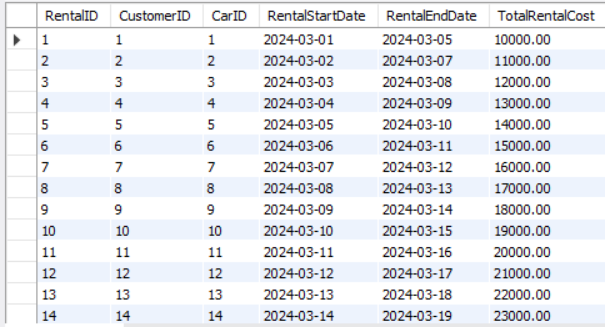 RentalID CustomerID CarID RentalStartDate RentalEndDate TotalRentalCost
1 1 1 2024-03-01 2024-03-05 10000.00
2 2 2 2024-03-02 2024-03-07 11000.00
3 3 3 2024-03-03 2024-03-08 12000.00
4 4 4 2024-03-04 2024-03-09 13000.00
5 5 5 2024-03-05 2024-03-10 14000.00
6 6 6 2024-03-06 2024-03-11 15000.00
7 7 7 2024-03-07 2024-03-12 16000.00
8 8 8 2024-03-08 2024-03-13 17000.00
9 9 9 2024-03-09 2024-03-14 18000.00
10 10 10 2024-03-10 2024-03-15 19000.00
11 11 11 2024-03-11 2024-03-16 20000.00
12 12 12 2024-03-12 2024-03-17 21000.00
13 13 13 2024-03-13 2024-03-18 22000.00
14 14 14 2024-03-14 2024-03-19 23000.00